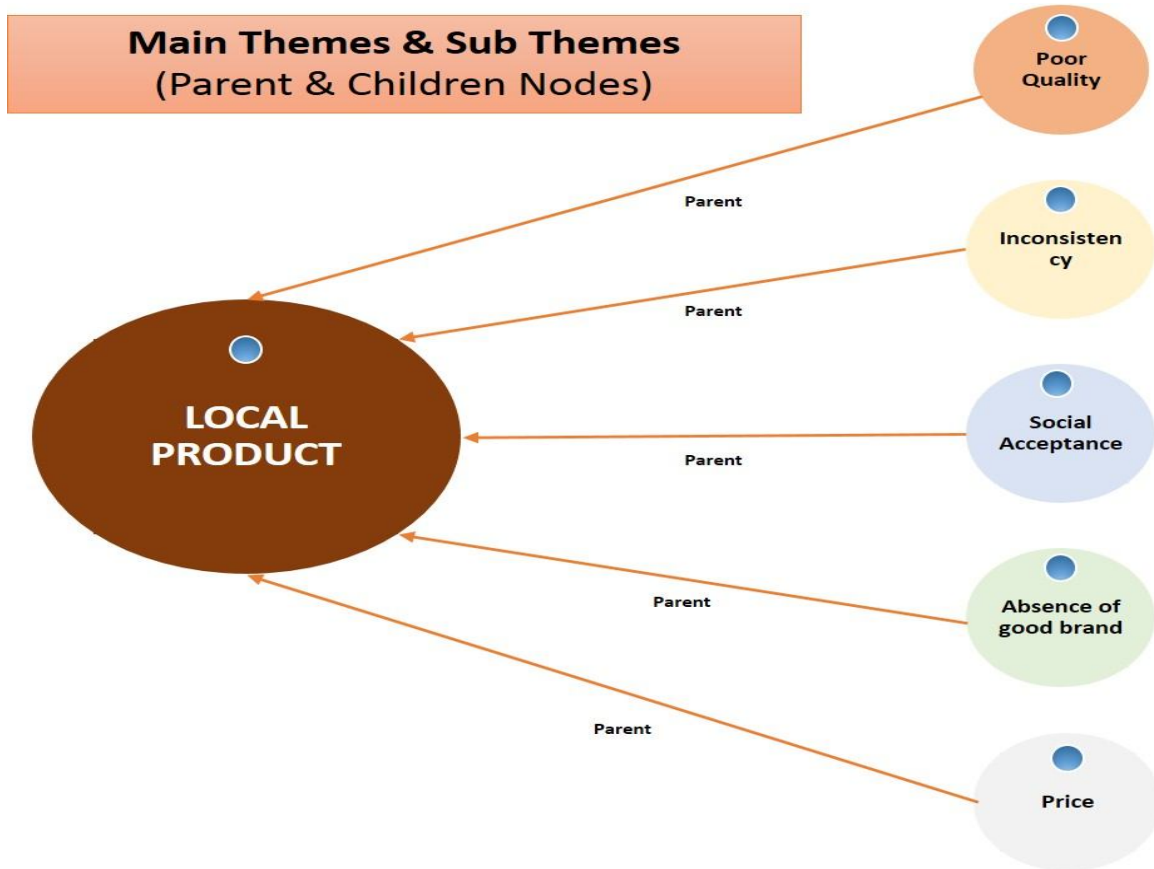 Main Themes & Sub Themes
(Parent & Children Nodes)
Poor
Quality
Parent
Inconsisten
cy
Parent
LOCAL
PRODUCT
Social
Acceptance
Parent
Absence of
good brand
Parent
Parent
Price